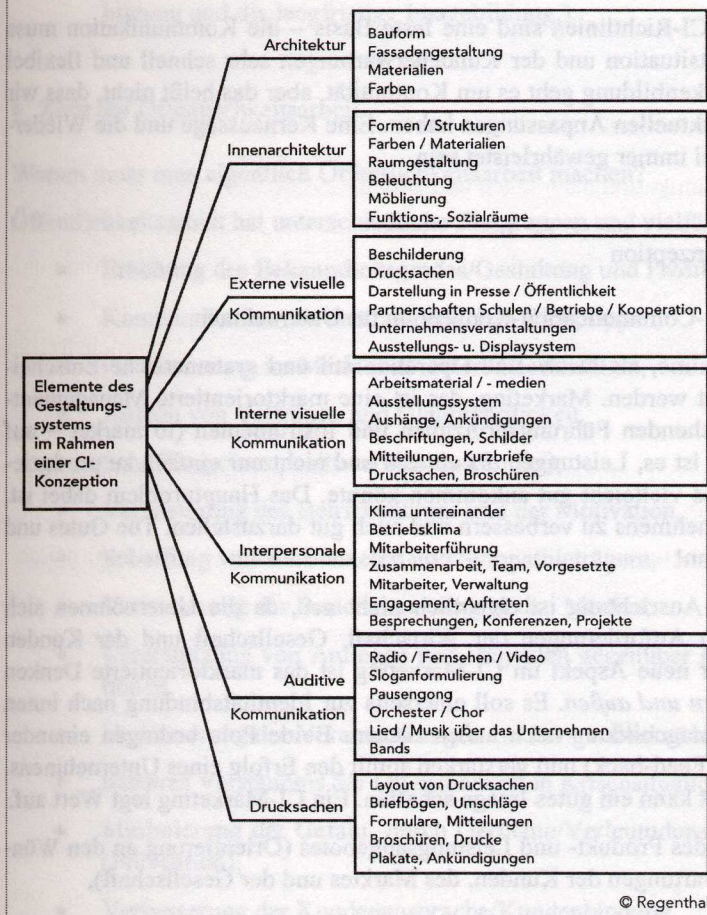 Elemente des
Gestaltungs-
systems
im Rahmen
einer CI-
Konzeption
Architektur
Bauform
Fassadengestaltung
Materialien
Farben
Innenarchitektur
Formen / Strukturen
Farben / Materialien
Raumgestaltung
Beleuchtung
Möblierung
Funktions-, Sozialräume
Externe visuelle
Kommunikation
Beschilderung
Drucksachen
Darstellung in Presse / Öffentlichkeit
Partnerschaften Schulen / Betriebe / Kooperation
Unternehmensveranstaltungen
Ausstellungs- u. Displaysystem
Interne visuelle
Kommunikation
Arbeitsmaterial / - medien
Informationssystem
Aushänge, Ankündigungen
Beschriftungen, Schilder
Mitteilungen, Kurzbriefe
Drucksachen, Broschüren
Interpersonale
Kommunikation
Klima untereinander
Betriebsklima
Mitarbeiterführung
Zusammenarbeit, Team, Vorgesetzte
Mitarbeiter, Verwaltung
Engagement, Auftreten
Besprechungen, Konferenzen, Projekte
Auditive
Kommunikation
Radio / Fernsehen / Video
Sloganformulierung
Pausengong
Orchester / Chor
Lied / Musik über das Unternehmen
Bands
Drucksachen
Layout von Drucksachen
Briefbögen, umschläge
Formulare, Mitteilungen
Broschüren, Drucke
Plakate, Ankündigungen
© Regenthal